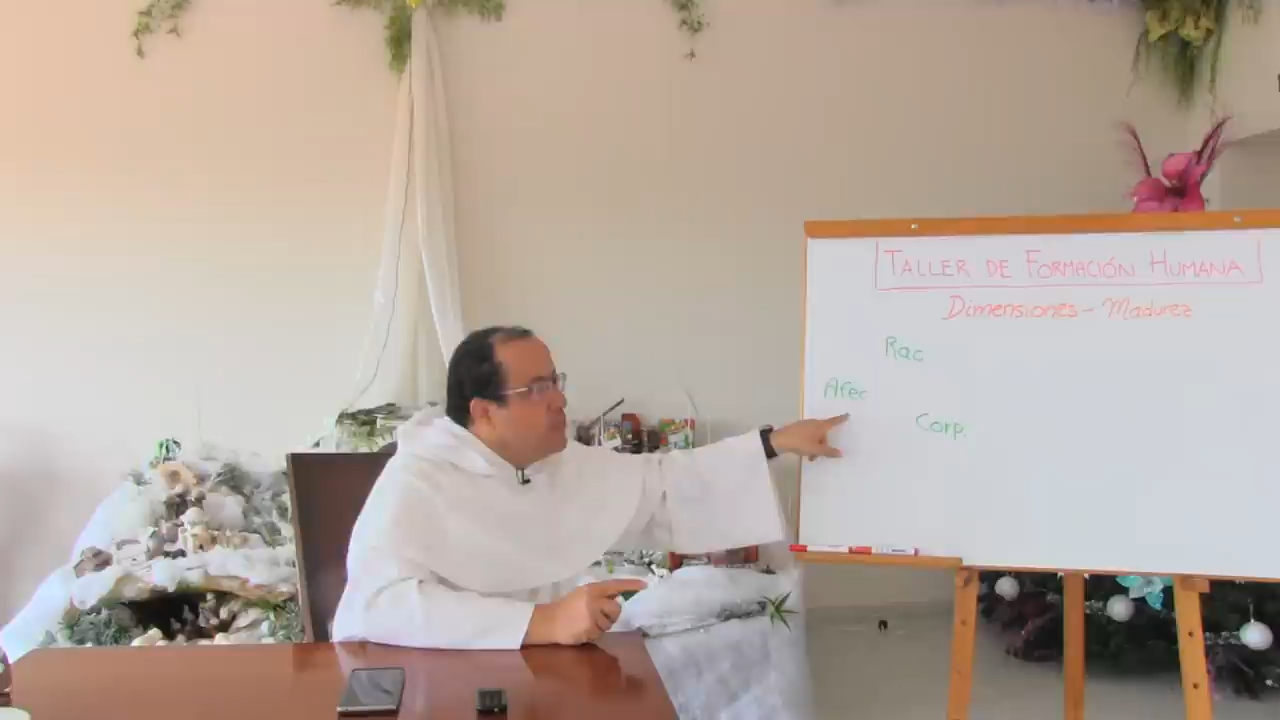 TALLER DE FORMACIÓN HUMANA
Dimensiones - Madurez
Rac
Afec
Corp.